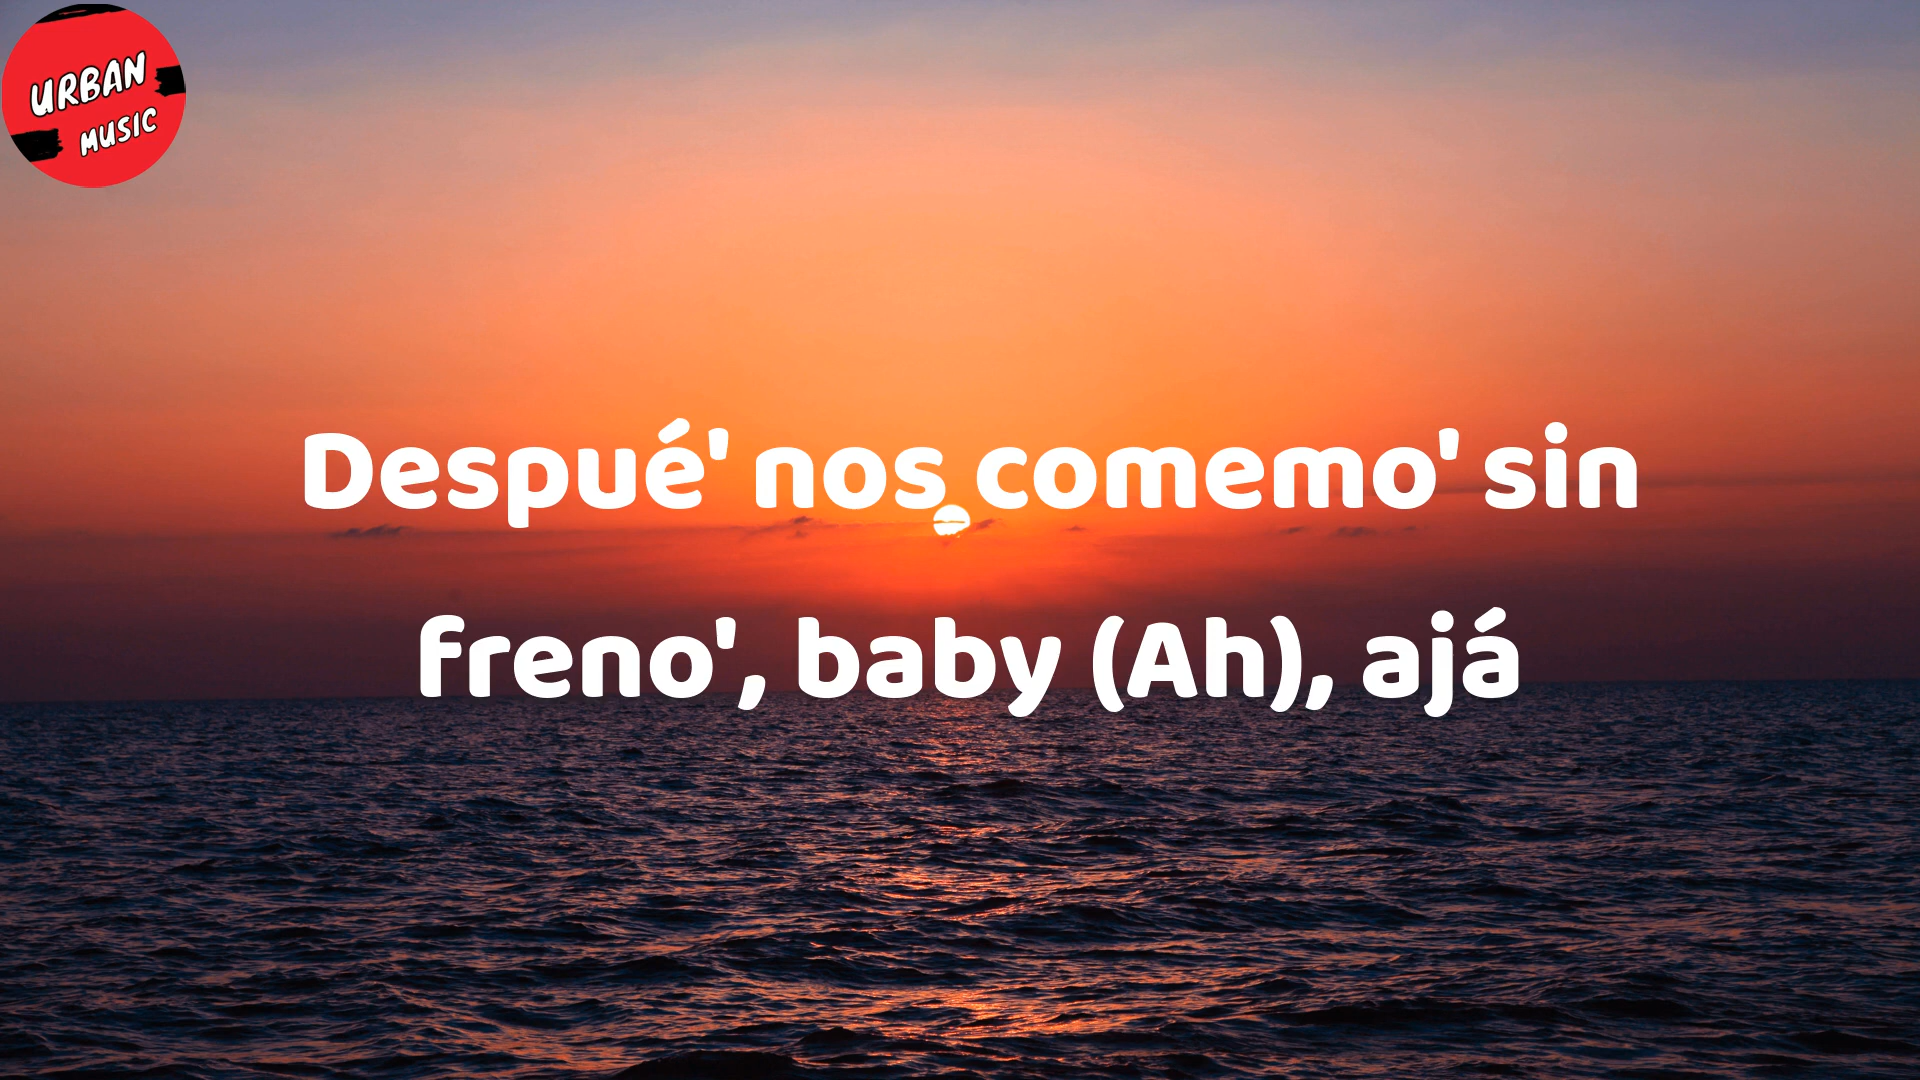 URBAN
MUSIC
Despué' nos comemo' sin
freno', baby (Ah), ajá